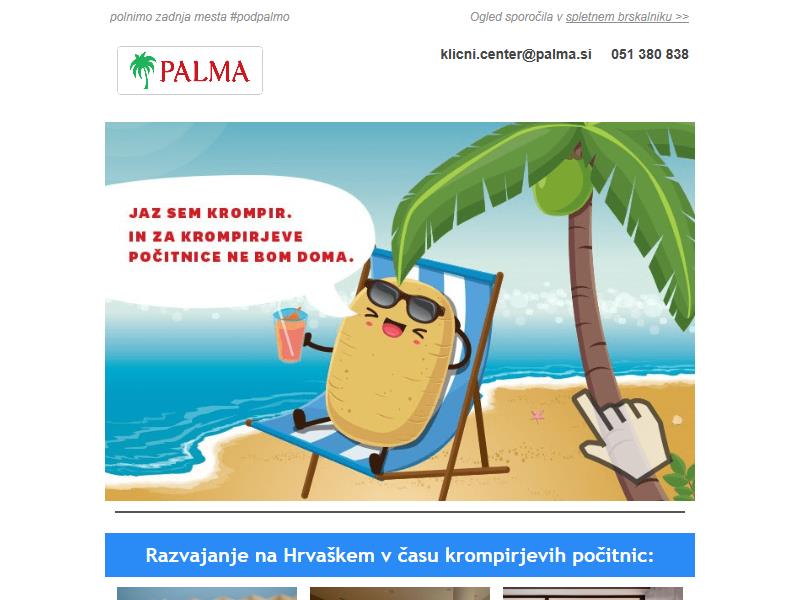 polnimo zadnja mesta #podpalmo
Ogled sporočila v spletnem brskalniku >>
PALMA
klicni.center@palma.si 051 380 838
JAZ SEM KROMPIR.
IN ZA KROMPIRJEVE
POČITNICE NE BOM DOMA.
Razvajanje na Hrvaškem v času krompirjevih počitnic: